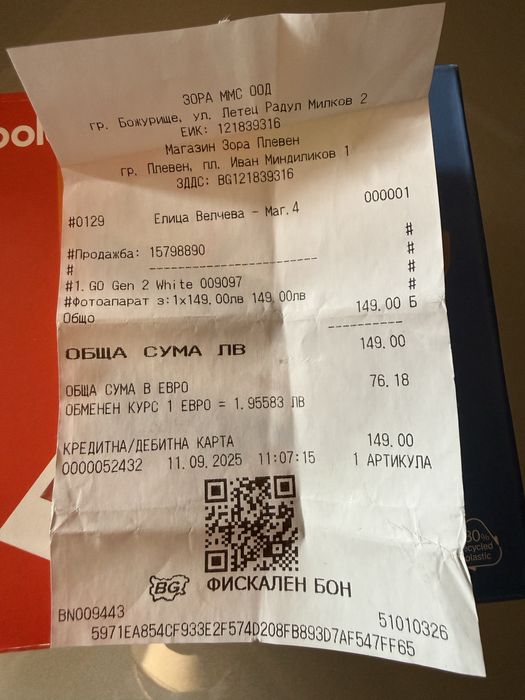 ЗОРА ММС ООД
гр. Божурище, ул. Летец Радул Милков 2
ЕИК: 121839316
Магазин Зора Плевен
гр. Плевен, пл. Иван Миндиликов 1
ЗДДС: BG121839316
000001
#0129 Елица Велчева - Маг.4
#
#Продажба: 15798890 #
# ------------------------- #
#1. GO Gen 2 White 009097 #
#Фотоапарат з:1x149,00лв 149,00лв #
Общо 149.00 Б
-----------
ОБЩА СУМА ЛВ 149.00
ОБЩА СУМА В ЕВРО 76.18
ОБМЕНЕН КУРС 1 ЕВРО = 1.95583 ЛВ
КРЕДИТНА/ДЕБИТНА КАРТА 149.00
0000052432 11.09.2025 11:07:15 1 АРТИКУЛА
BG ФИСКАЛЕН БОН
BN009443 51010326
5971EA854CF933E2F574D208FB893D7AF547FF65
30%
recycled
plastic